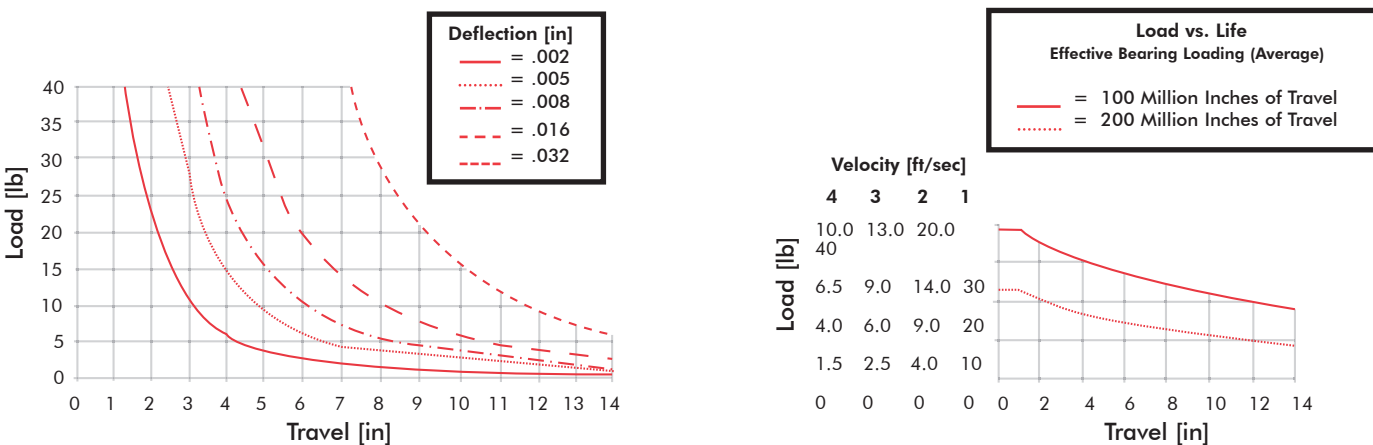 Deflection [in]
= .002
= .005
= .008
= .016
= .032
Load [lb]
40
35
30
25
20
15
10
5
0
0 1 2 3 4 5 6 7 8 9 10 11 12 13 14
Travel [in]
Load vs. Life
Effective Bearing Loading (Average)
= 100 Million Inches of Travel
= 200 Million Inches of Travel
Velocity [ft/sec]
4 3 2 1
Load [lb]
10.0 13.0 20.0
40
6.5 9.0 14.0 30
4.0 6.0 9.0 20
1.5 2.5 4.0 10
0 0 0 0
0 2 4 6 8 10 12 14
Travel [in]